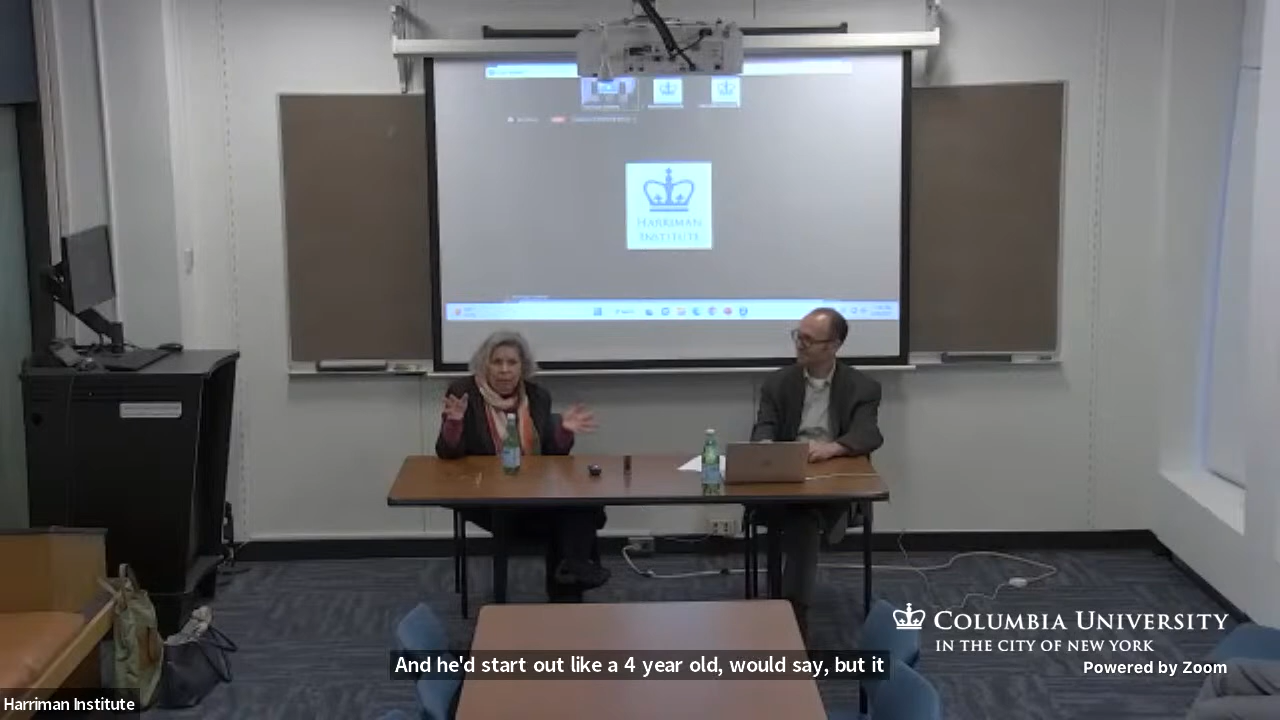 HARRIMAN
INSTITUTE
COLUMBIA UNIVERSITY
IN THE CITY OF NEW YORK
Powered by Zoom
And he'd start out like a 4 year old, would say, but it
Harriman Institute